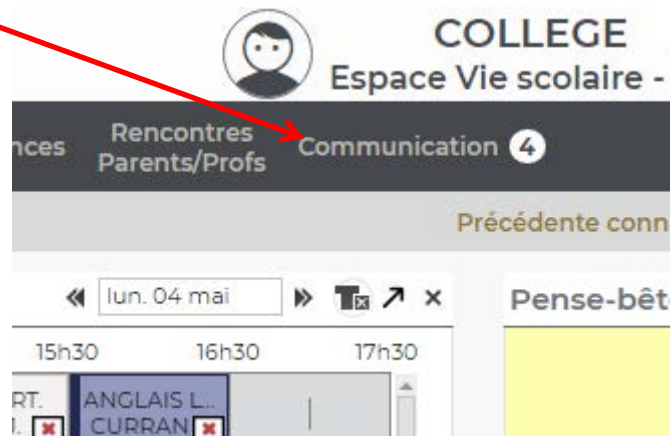 COLLEGE
Espace Vie scolaire -
nces
Rencontres
Parents/Profs
Communication 4
Précédente conn
lun. 04 mai
Pense-bêt
15h30 16h30 17h30
RT. ANGLAIS L...
J. CURRAN